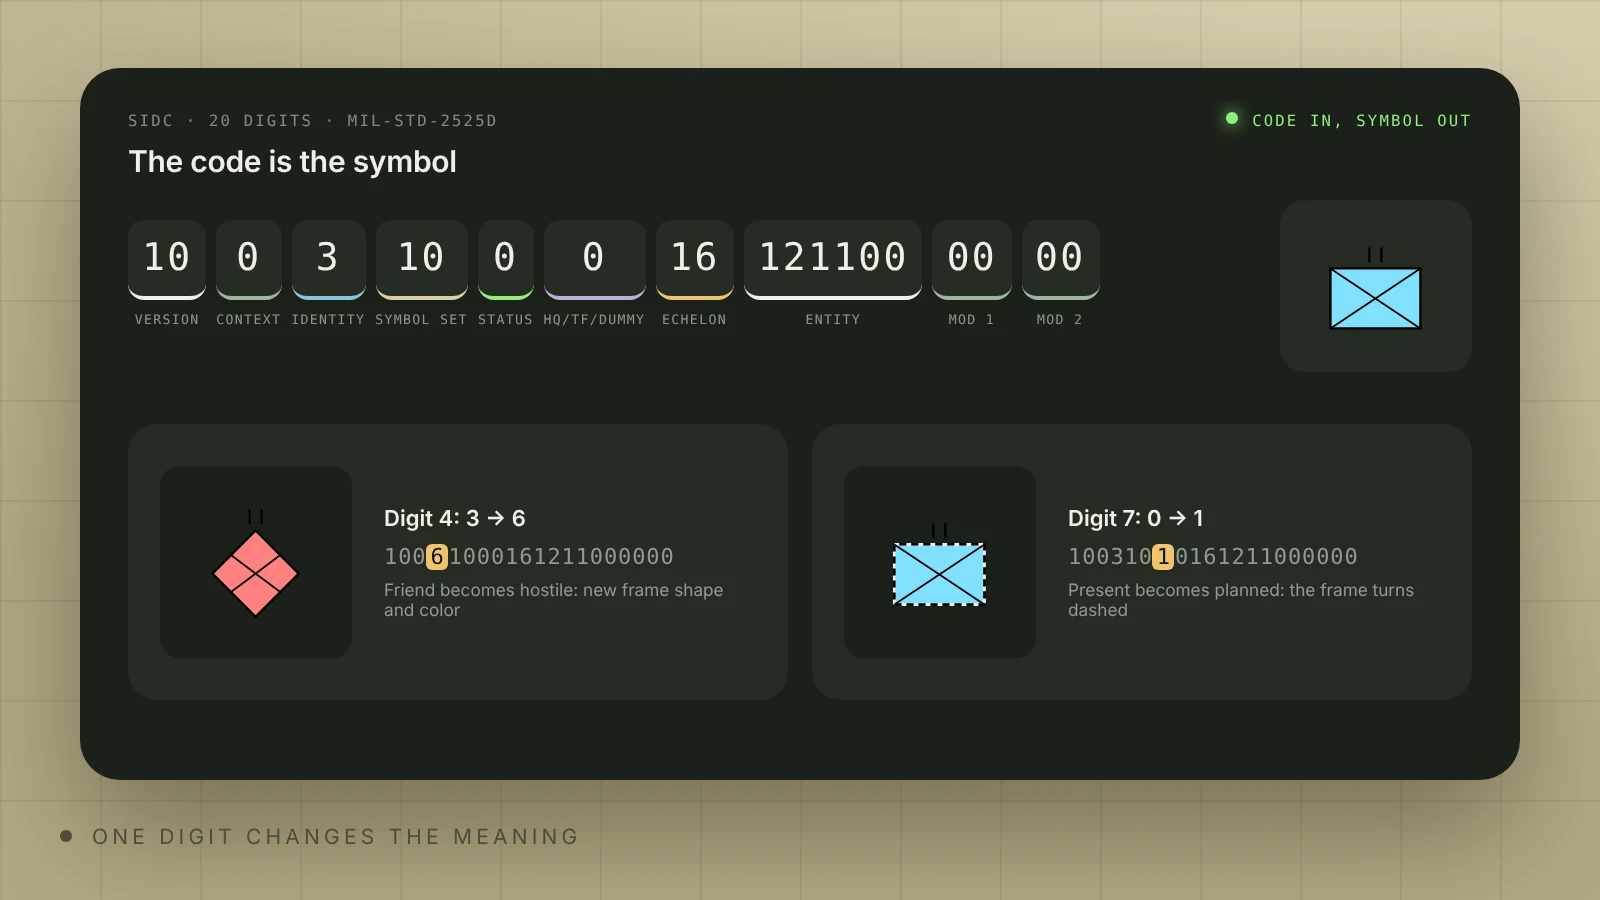 SIDC · 20 DIGITS · MIL-STD-2525D
CODE IN, SYMBOL OUT
The code is the symbol
10 0 3 10 0 0 16 121100 00 00
VERSION CONTEXT IDENTITY SYMBOL SET STATUS HQ/TF/DUMMY ECHELON ENTITY MOD 1 MOD 2
Digit 4: 3 → 6
10061000161211000000
Friend becomes hostile: new frame shape
and color
Digit 7: 0 → 1
10031010161211000000
Present becomes planned: the frame turns
dashed
ONE DIGIT CHANGES THE MEANING